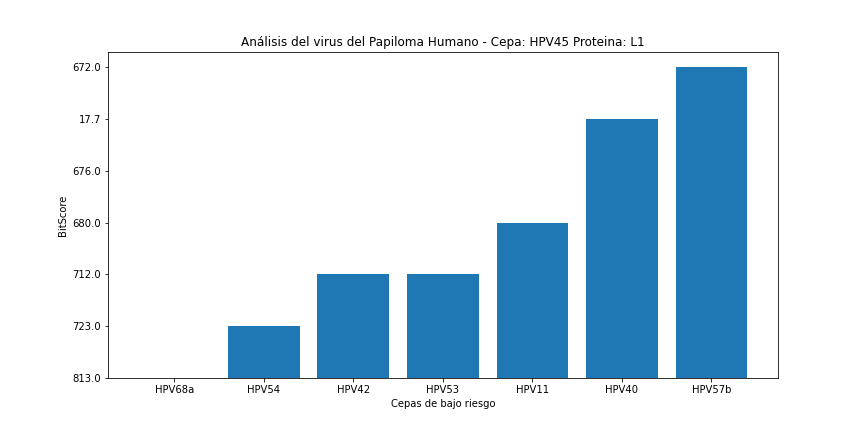 Análisis del virus del Papiloma Humano - Cepa: HPV45 Proteina: L1
672.0
17.7
676.0
680.0
712.0
723.0
813.0
BitScore
HPV68a HPV54 HPV42 HPV53 HPV11 HPV40 HPV57b
Cepas de bajo riesgo